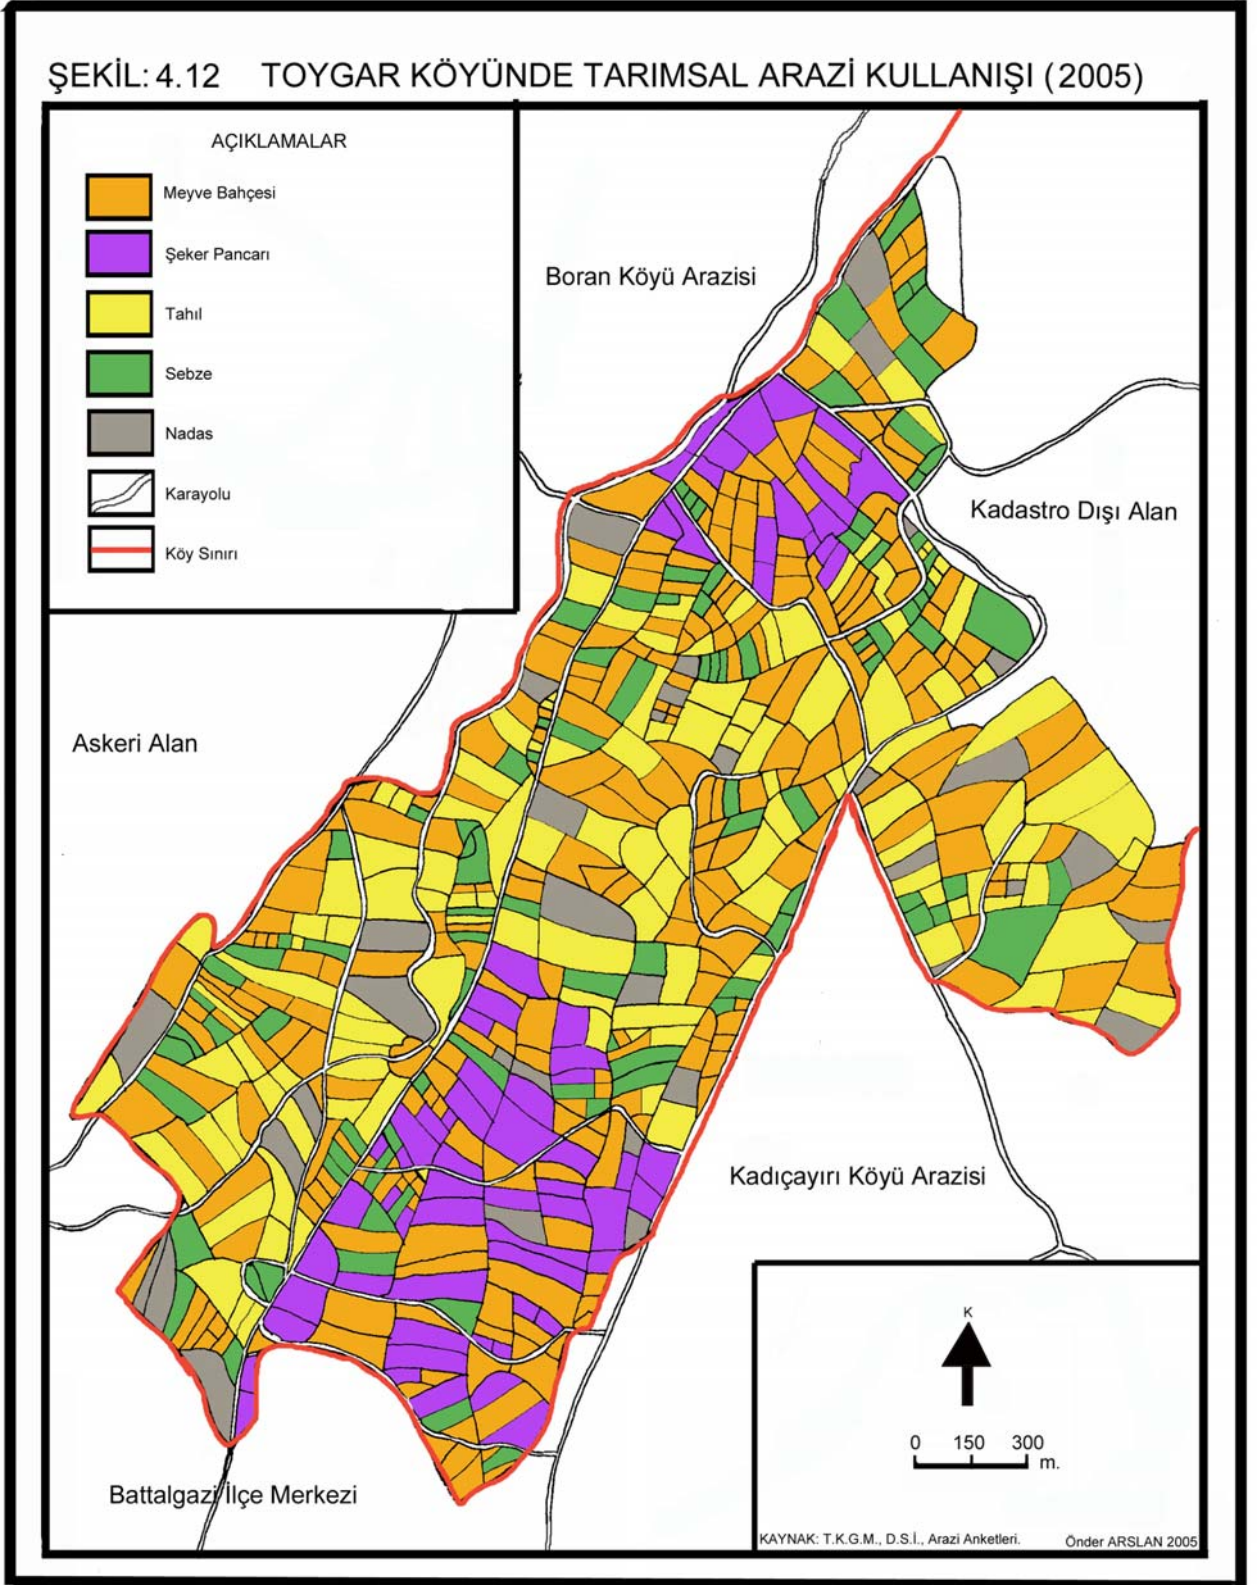 ŞEKİL: 4.12 TOYGAR KÖYÜNDE TARIMSAL ARAZİ KULLANIŞI (2005)
AÇIKLAMALAR
Meyve Bahçesi
Şeker Pancarı
Tahıl
Sebze
Nadas
Karayolu
Köy Sınırı
Boran Köyü Arazisi
Kadastro Dışı Alan
Askeri Alan
Kadıçayırı Köyü Arazisi
Battalgazi İlçe Merkezi
K
0 150 300
m.
KAYNAK: T.K.G.M., D.S.İ., Arazi Anketleri. Önder ARSLAN 2005